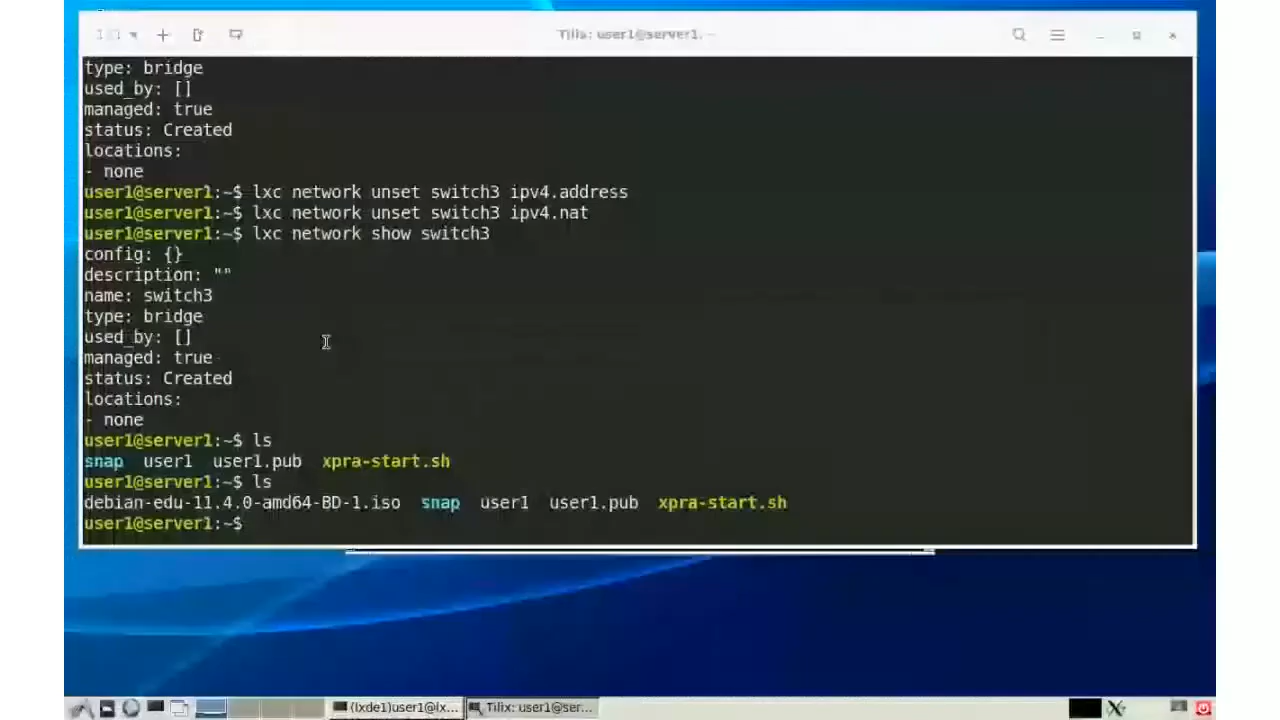 Tilix: user1@server1: ~
type: bridge
used_by: []
managed: true
status: Created
locations:
- none
user1@server1:~$ lxc network unset switch3 ipv4.address
user1@server1:~$ lxc network unset switch3 ipv4.nat
user1@server1:~$ lxc network show switch3
config: {}
description: ""
name: switch3
type: bridge
used_by: []
managed: true
status: Created
locations:
- none
user1@server1:~$ ls
snap user1 user1.pub xpra-start.sh
user1@server1:~$ ls
debian-edu-11.4.0-amd64-BD-1.iso snap user1 user1.pub xpra-start.sh
user1@server1:~$
(lxde1)user1@lx... Tilix: user1@ser...